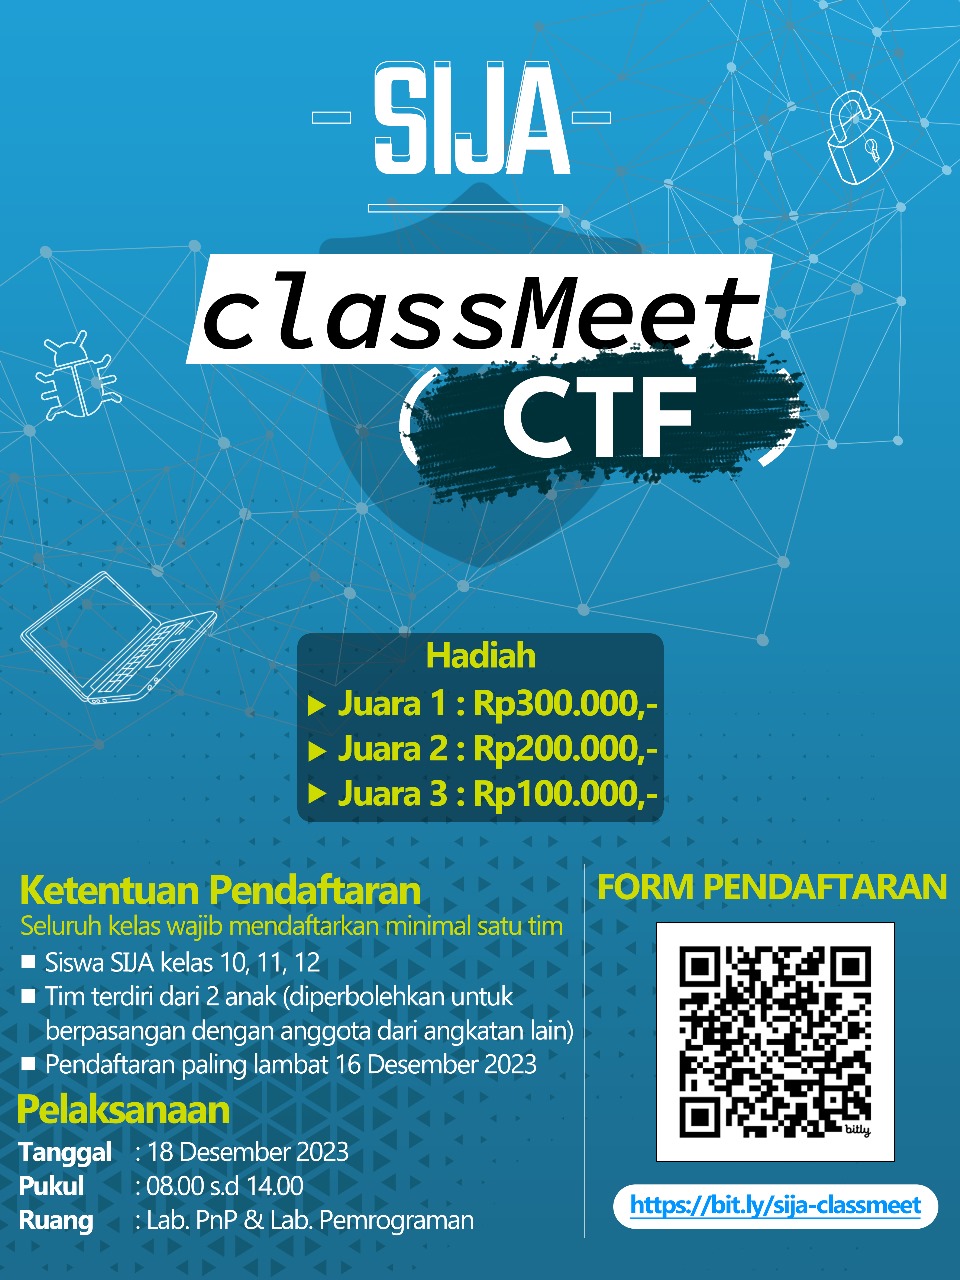 SIJA
classMeet
(CTF)
Hadiah
Juara 1 : Rp300.000,-
Juara 2 : Rp200.000,-
Juara 3 : Rp100.000,-
Ketentuan Pendaftaran
Seluruh kelas wajib mendaftarkan minimal satu tim
Siswa SIJA kelas 10, 11, 12
Tim terdiri dari 2 anak (diperbolehkan untuk
berpasangan dengan anggota dari angkatan lain)
Pendaftaran paling lambat 16 Desember 2023
Pelaksanaan
Tanggal : 18 Desember 2023
Pukul : 08.00 s.d 14.00
Ruang : Lab. PnP & Lab. Pemrograman
FORM PENDAFTARAN
bitly
https://bit.ly/sija-classmeet